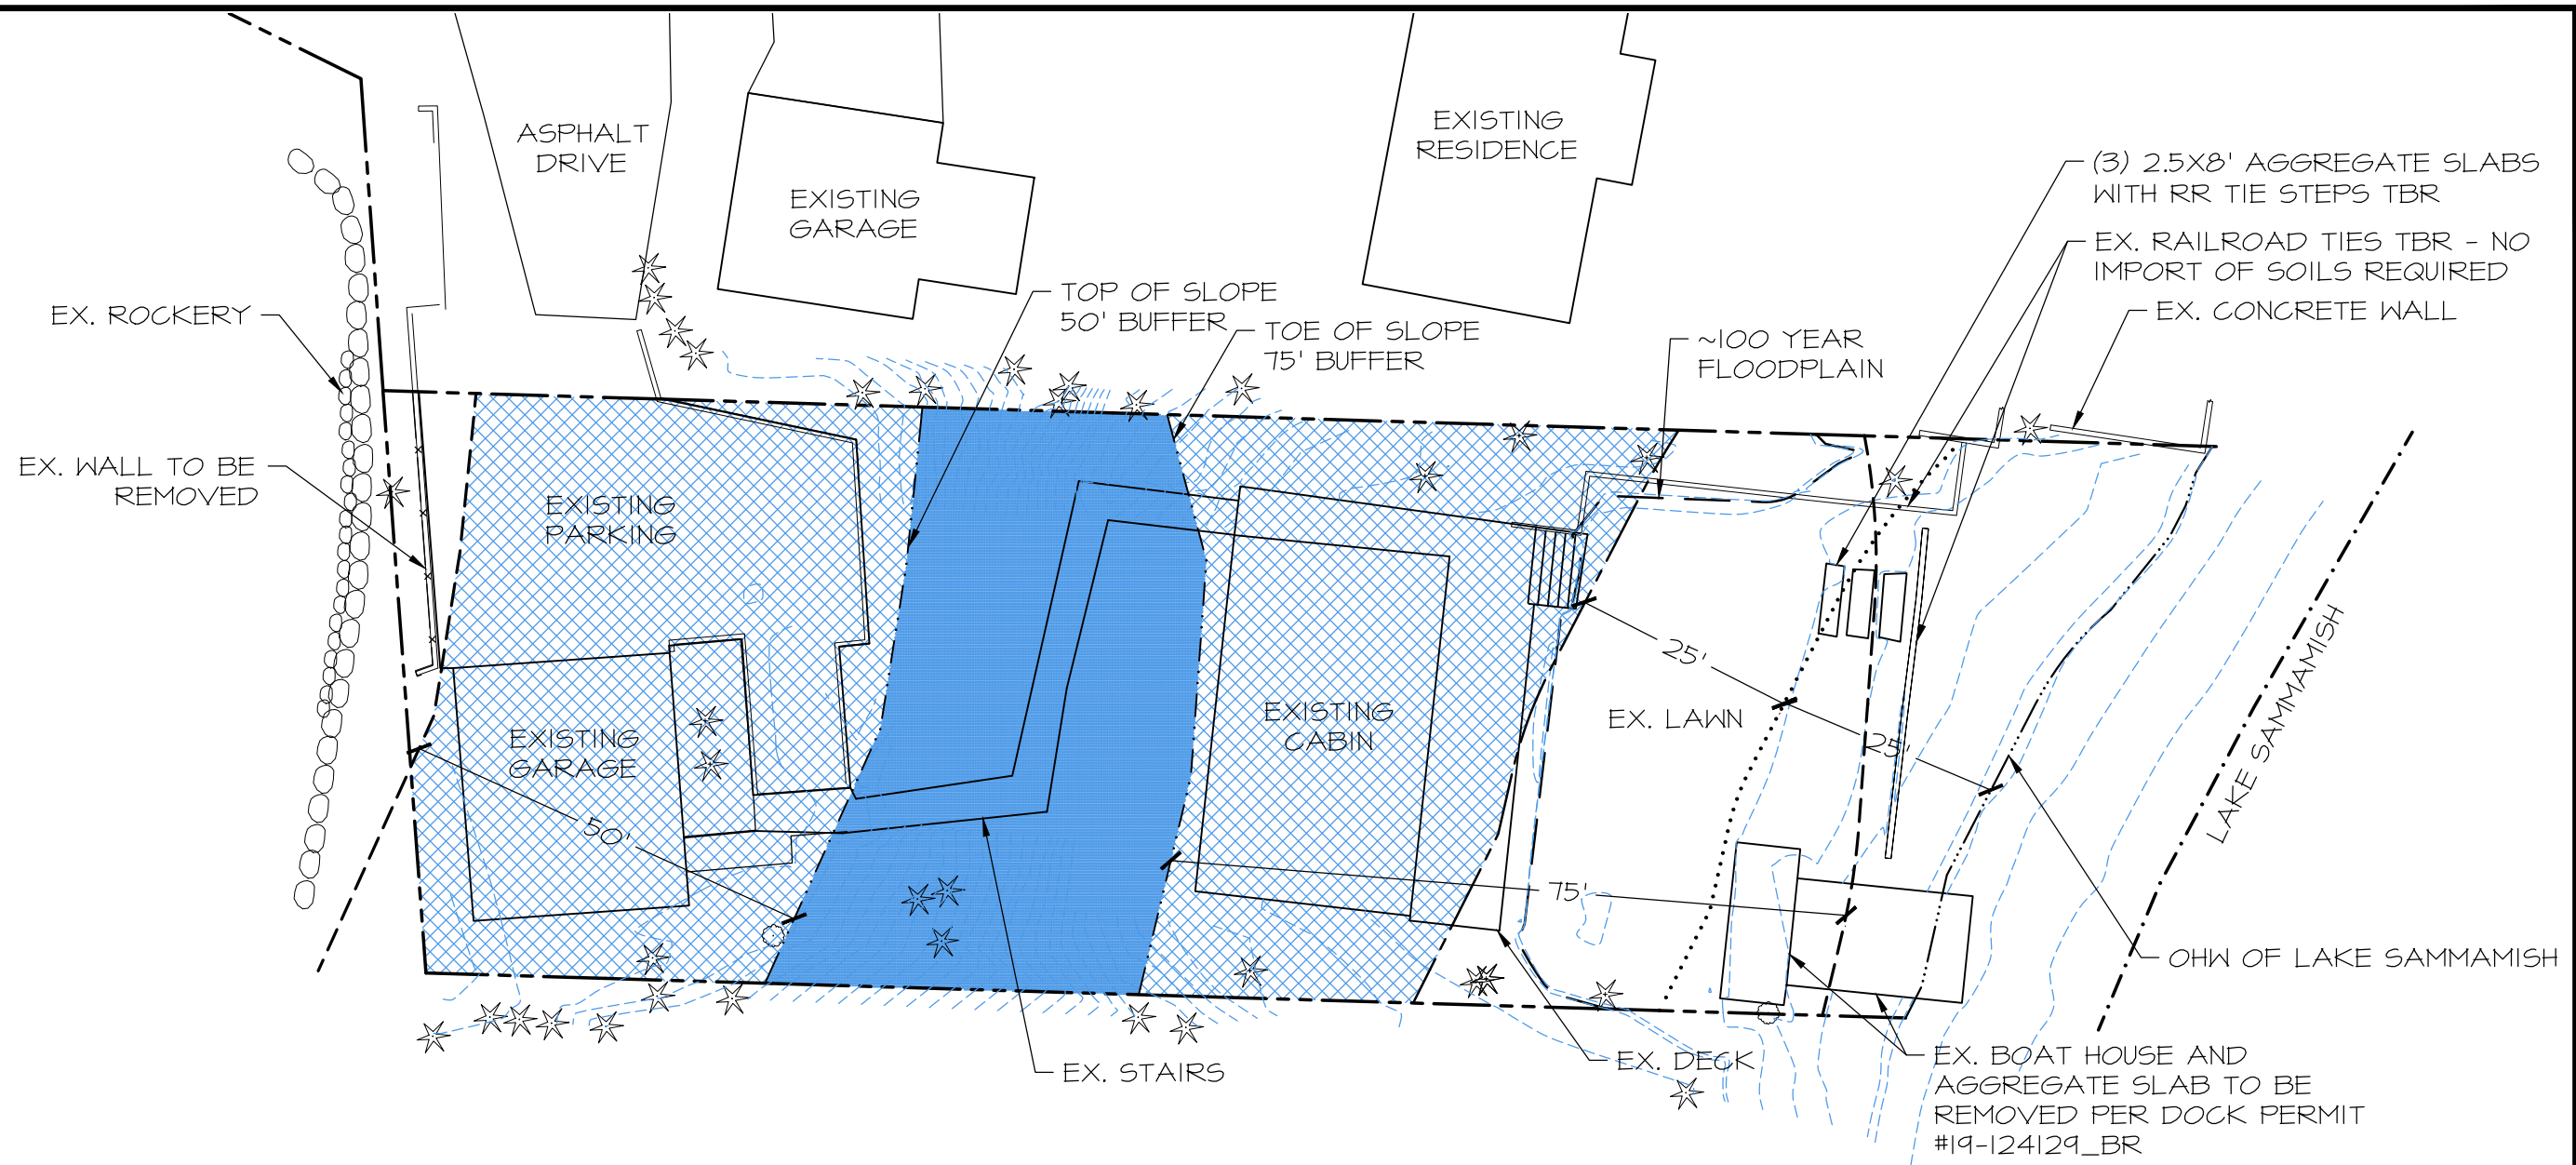 ASPHALT
DRIVE
EXISTING
GARAGE
EXISTING
RESIDENCE
(3) 2.5X8' AGGREGATE SLABS
WITH RR TIE STEPS TBR
EX. RAILROAD TIES TBR - NO
IMPORT OF SOILS REQUIRED
EX. CONCRETE WALL
EX. ROCKERY
TOP OF SLOPE
50' BUFFER
TOE OF SLOPE
75' BUFFER
~100 YEAR
FLOODPLAIN
EX. WALL TO BE
REMOVED
EXISTING
PARKING
25'
EX. LAWN
25'
LAKE SAMMAMISH
EXISTING
GARAGE
EXISTING
CABIN
50'
75'
OHW OF LAKE SAMMAMISH
EX. STAIRS
EX. DECK
EX. BOAT HOUSE AND
AGGREGATE SLAB TO BE
REMOVED PER DOCK PERMIT
#19-124129_BR